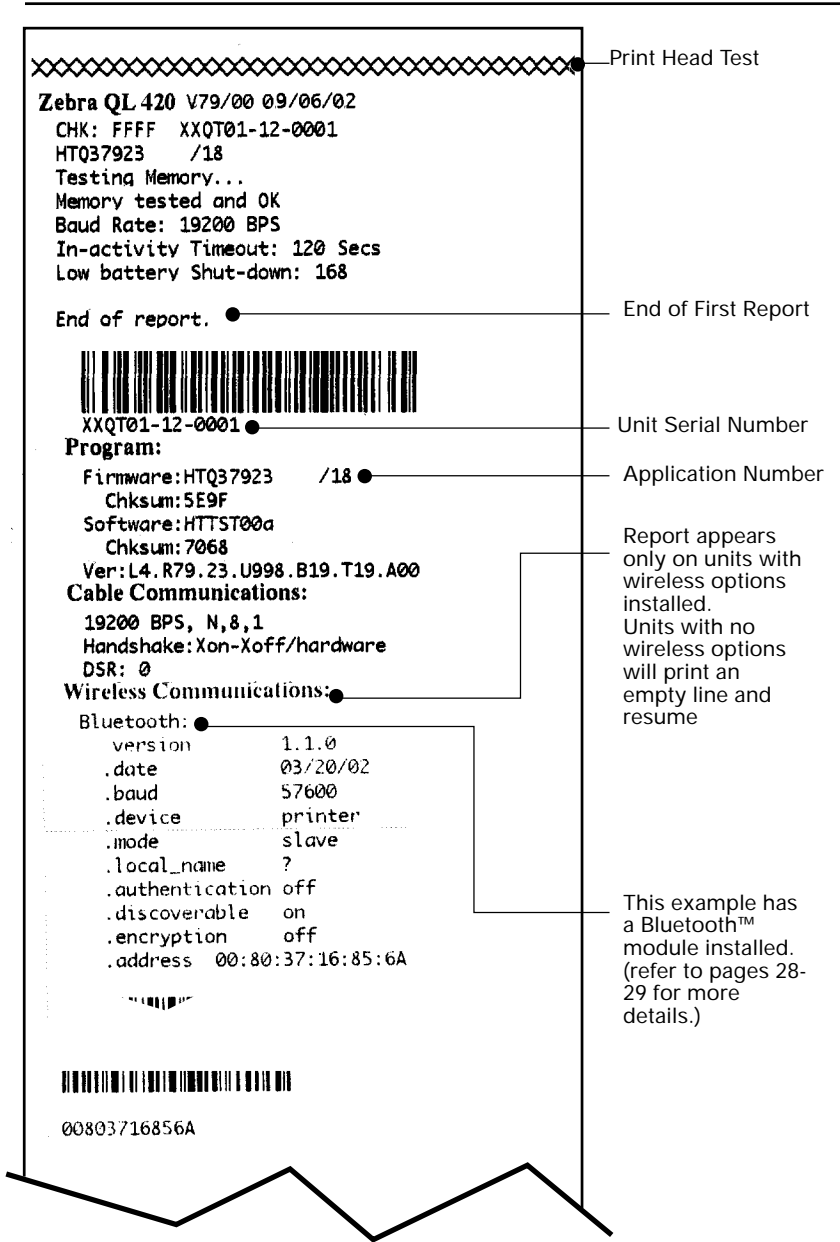 Print Head Test
Zebra QL 420 V79/00 09/06/02
CHK: FFFF XXQT01-12-0001
HTQ37923 /18
Testing Memory...
Memory tested and OK
Baud Rate: 19200 BPS
In-activity Timeout: 120 Secs
Low battery Shut-down: 168
End of report.
End of First Report
XXQT01-12-0001
Unit Serial Number
Program:
Firmware:HTQ37923 /18
Application Number
Chksum:5E9F
Software:HTTST00a
Chksum:7068
Ver:L4.R79.23.U998.B19.T19.A00
Cable Communications:
19200 BPS, N,8,1
Handshake:Xon-Xoff/hardware
DSR: 0
Wireless Communications:
Report appears
only on units with
wireless options
installed.
Units with no
wireless options
will print an
empty line and
resume
Bluetooth:
version 1.1.0
.date 03/20/02
.baud 57600
.device printer
.mode slave
.local_name ?
.authentication off
.discoverable on
.encryption off
.address 00:80:37:16:85:6A
This example has
a Bluetooth™
module installed.
(refer to pages 28-
29 for more
details.)
00803716856A